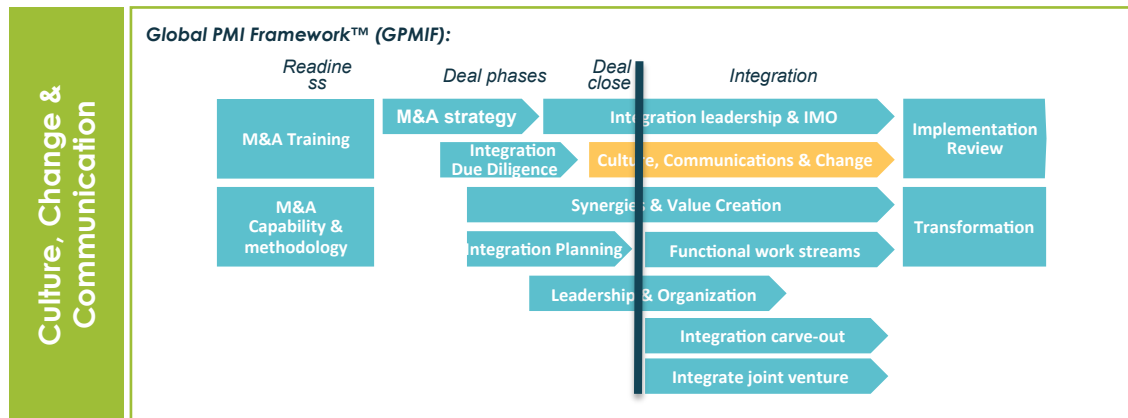 Culture, Change &
Communication
Global PMI Framework™ (GPMIF):
Readine
ss
Deal phases
Deal
close
Integration
M&A Training
M&A strategy
Integration leadership & IMO
Implementation
Review
Integration
Due Diligence
Culture, Communications & Change
M&A
Capability &
methodology
Synergies & Value Creation
Transformation
Integration Planning
Functional work streams
Leadership & Organization
Integration carve-out
Integrate joint venture